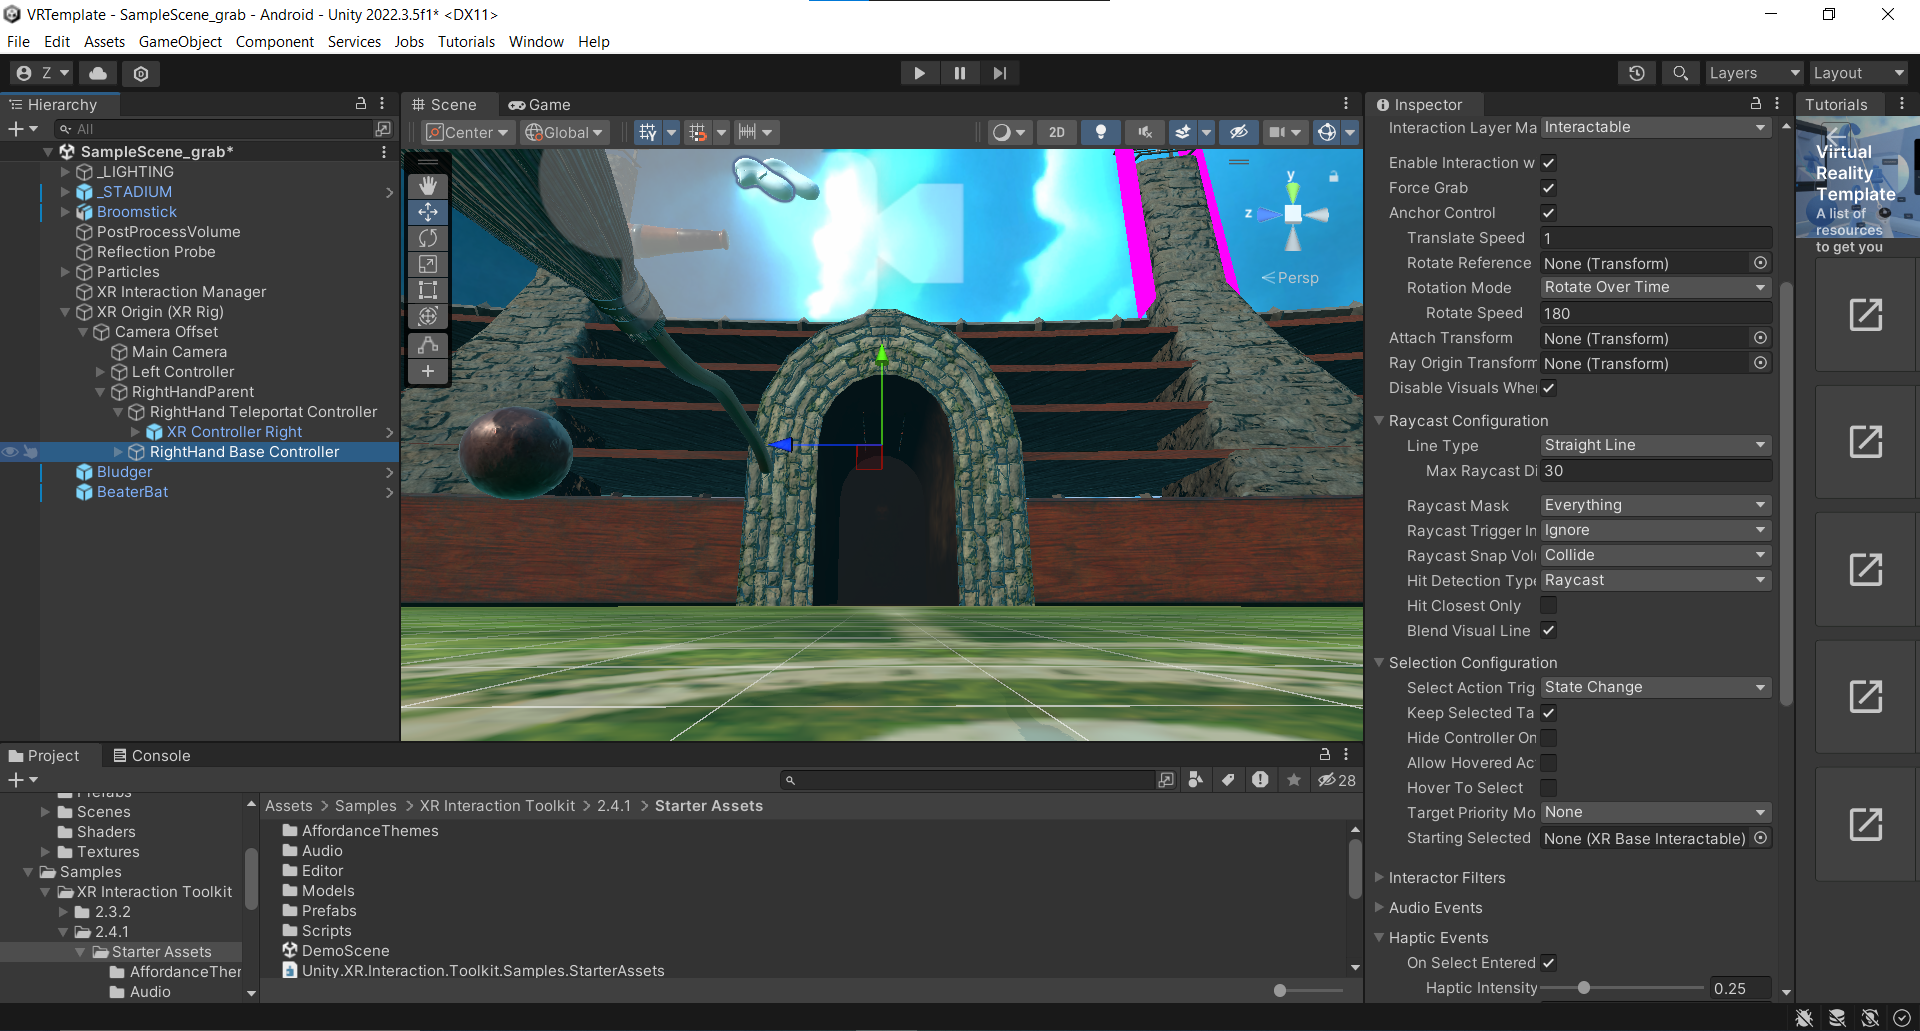 VRTemplate - SampleScene_grab - Android - Unity 2022.3.5f1* <DX11>
File Edit Assets GameObject Component Services Jobs Tutorials Window Help
Z Layers Layout
Hierarchy
All
SampleScene_grab*
_LIGHTING
_STADIUM
Broomstick
PostProcessVolume
Reflection Probe
Particles
XR Interaction Manager
XR Origin (XR Rig)
Camera Offset
Main Camera
Left Controller
RightHandParent
RightHand Teleportat Controller
XR Controller Right
RightHand Base Controller
Bludger
BeaterBat
Scene Game
Center Global 2D
y
z
Persp
Inspector
Interaction Layer Ma Interactable
Enable Interaction w
Force Grab
Anchor Control
Translate Speed 1
Rotate Reference None (Transform)
Rotation Mode Rotate Over Time
Rotate Speed 180
Attach Transform None (Transform)
Ray Origin Transform None (Transform)
Disable Visuals Whe
Raycast Configuration
Line Type Straight Line
Max Raycast Di 30
Raycast Mask Everything
Raycast Trigger In Ignore
Raycast Snap Vol Collide
Hit Detection Type Raycast
Hit Closest Only
Blend Visual Line
Selection Configuration
Select Action Trig State Change
Keep Selected Ta
Hide Controller On
Allow Hovered Ac
Hover To Select
Target Priority Mo None
Starting Selected None (XR Base Interactable)
Interactor Filters
Audio Events
Haptic Events
On Select Entered
Haptic Intensity 0.25
Tutorials
Virtual
Reality
Template
A list of
resources
to get you
Project Console
28
Prefabs
Scenes
Shaders
Textures
Samples
XR Interaction Toolkit
2.3.2
2.4.1
Starter Assets
AffordanceTher
Audio
Assets > Samples > XR Interaction Toolkit > 2.4.1 > Starter Assets
AffordanceThemes
Audio
Editor
Models
Prefabs
Scripts
DemoScene
Unity.XR.Interaction.Toolkit.Samples.StarterAssets